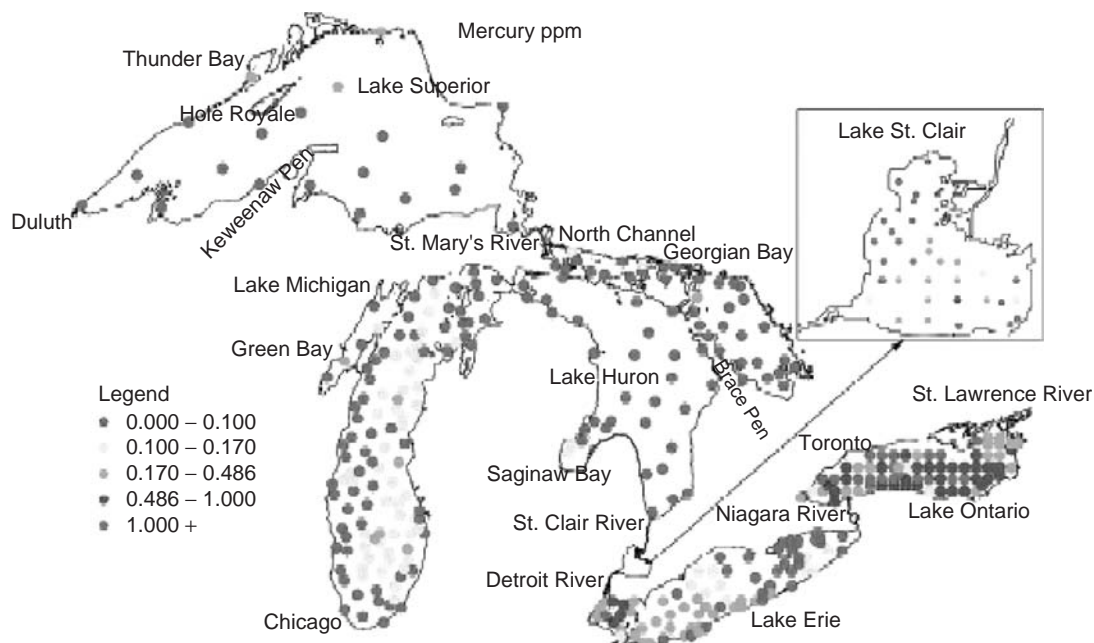 Mercury ppm
Thunder Bay
Lake Superior
Hole Royale
Keweenaw Pen
Duluth
St. Mary's River
North Channel
Georgian Bay
Lake Michigan
Green Bay
Lake Huron
Brace Pen
Lake St. Clair
Legend
0.000 – 0.100
0.100 – 0.170
0.170 – 0.486
0.486 – 1.000
1.000 +
Saginaw Bay
St. Lawrence River
Toronto
St. Clair River
Niagara River
Lake Ontario
Detroit River
Chicago
Lake Erie